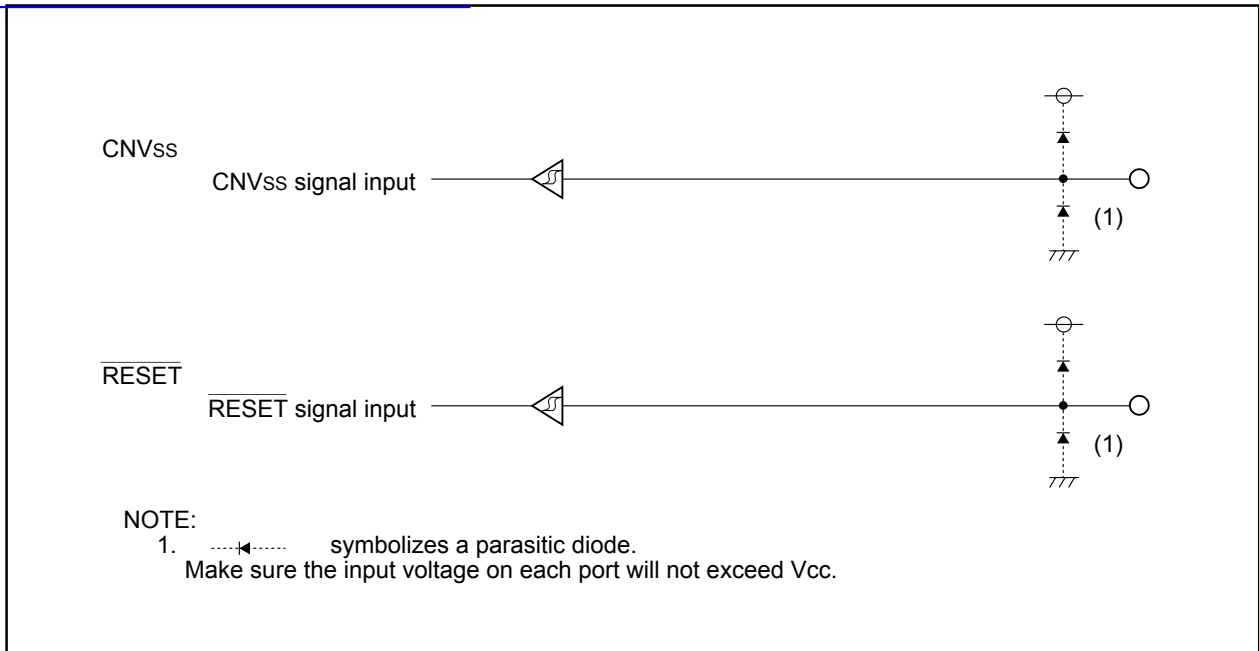 CNVss
CNVss signal input
(1)
RESET
RESET signal input
(1)
NOTE:
1. symbolizes a parasitic diode.
Make sure the input voltage on each port will not exceed Vcc.